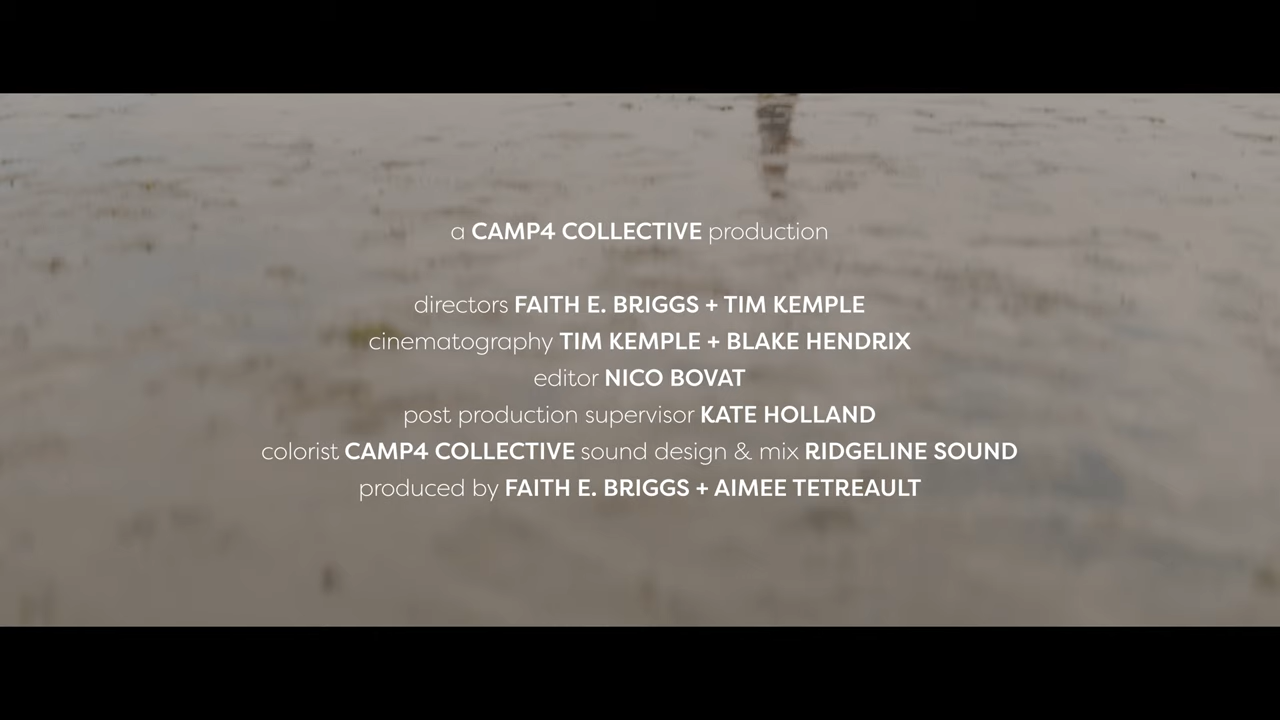 a CAMP4 COLLECTIVE production
directors FAITH E. BRIGGS + TIM KEMPLE
cinematography TIM KEMPLE + BLAKE HENDRIX
editor NICO BOVAT
post production supervisor KATE HOLLAND
colorist CAMP4 COLLECTIVE sound design & mix RIDGELINE SOUND
produced by FAITH E. BRIGGS + AIMEE TETREAULT